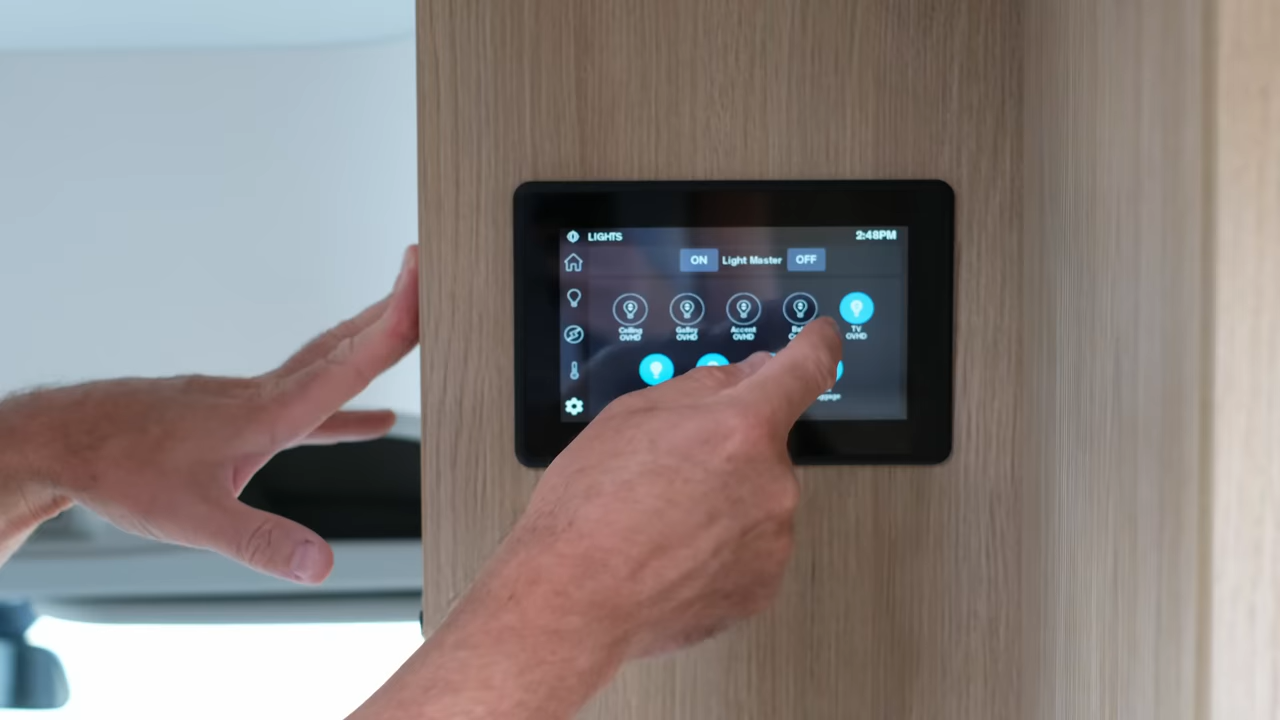 LIGHTS
2:48PM
ON Light Master OFF
Ceiling OVHD
Galley OVHD
Accent OVHD
TV OVHD